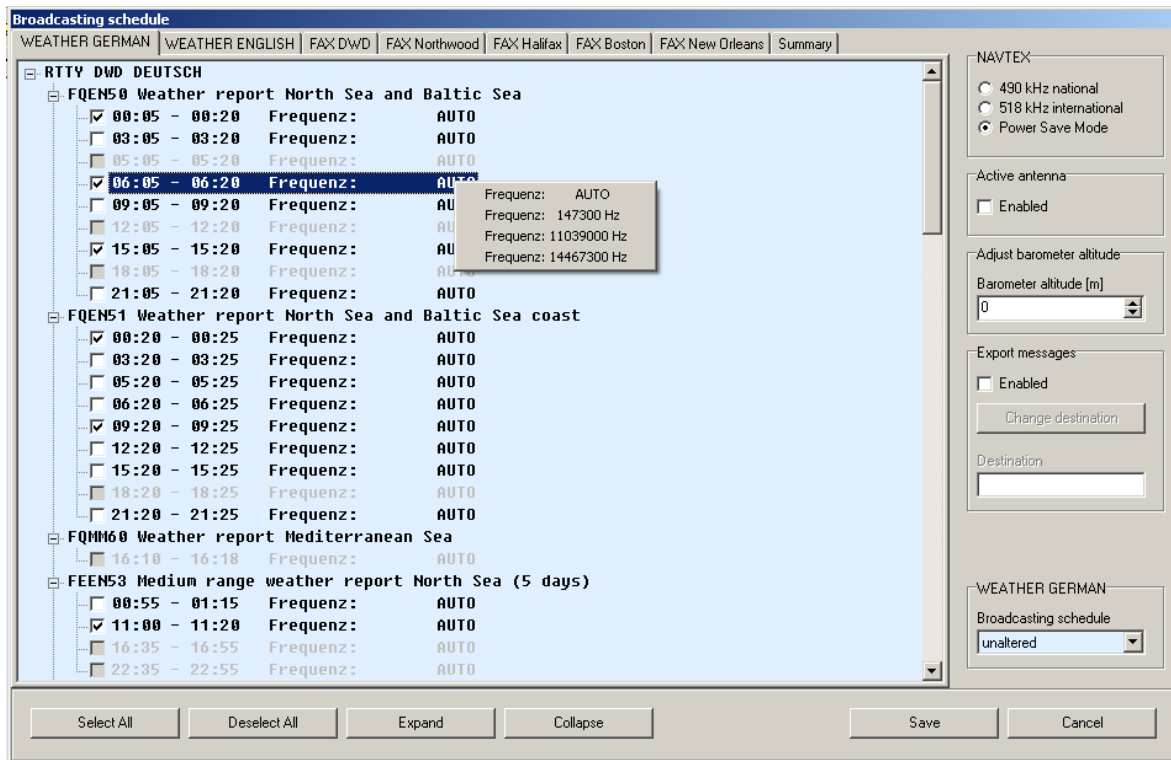 Broadcasting schedule
WEATHER GERMAN WEATHER ENGLISH FAX DWD FAX Northwood FAX Halifax FAX Boston FAX New Orleans Summary
RTTY DWD DEUTSCH
FQEN50 Weather report North Sea and Baltic Sea
00:05 - 00:20 Frequenz: AUTO
03:05 - 03:20 Frequenz: AUTO
05:05 - 05:20 Frequenz: AUTO
06:05 - 06:20 Frequenz: AUTO
09:05 - 09:20 Frequenz: AU
12:05 - 12:20 Frequenz: AU
15:05 - 15:20 Frequenz: AU
18:05 - 18:20 Frequenz: AUTO
21:05 - 21:20 Frequenz: AUTO
Frequenz: AUTO
Frequenz: 147300 Hz
Frequenz: 11039000 Hz
Frequenz: 14467300 Hz
FQEN51 Weather report North Sea and Baltic Sea coast
00:20 - 00:25 Frequenz: AUTO
03:20 - 03:25 Frequenz: AUTO
05:20 - 05:25 Frequenz: AUTO
06:20 - 06:25 Frequenz: AUTO
09:20 - 09:25 Frequenz: AUTO
12:20 - 12:25 Frequenz: AUTO
15:20 - 15:25 Frequenz: AUTO
18:20 - 18:25 Frequenz: AUTO
21:20 - 21:25 Frequenz: AUTO
FQMM60 Weather report Mediterranean Sea
16:10 - 16:18 Frequenz: AUTO
FEEN53 Medium range weather report North Sea (5 days)
00:55 - 01:15 Frequenz: AUTO
11:00 - 11:20 Frequenz: AUTO
16:35 - 16:55 Frequenz: AUTO
22:35 - 22:55 Frequenz: AUTO
NAVTEX
490 kHz national
518 kHz international
Power Save Mode
Active antenna
Enabled
Adjust barometer altitude
Barometer altitude [m]
0
Export messages
Enabled
Change destination
Destination
WEATHER GERMAN
Broadcasting schedule
unaltered
Select All Deselect All Expand Collapse Save Cancel